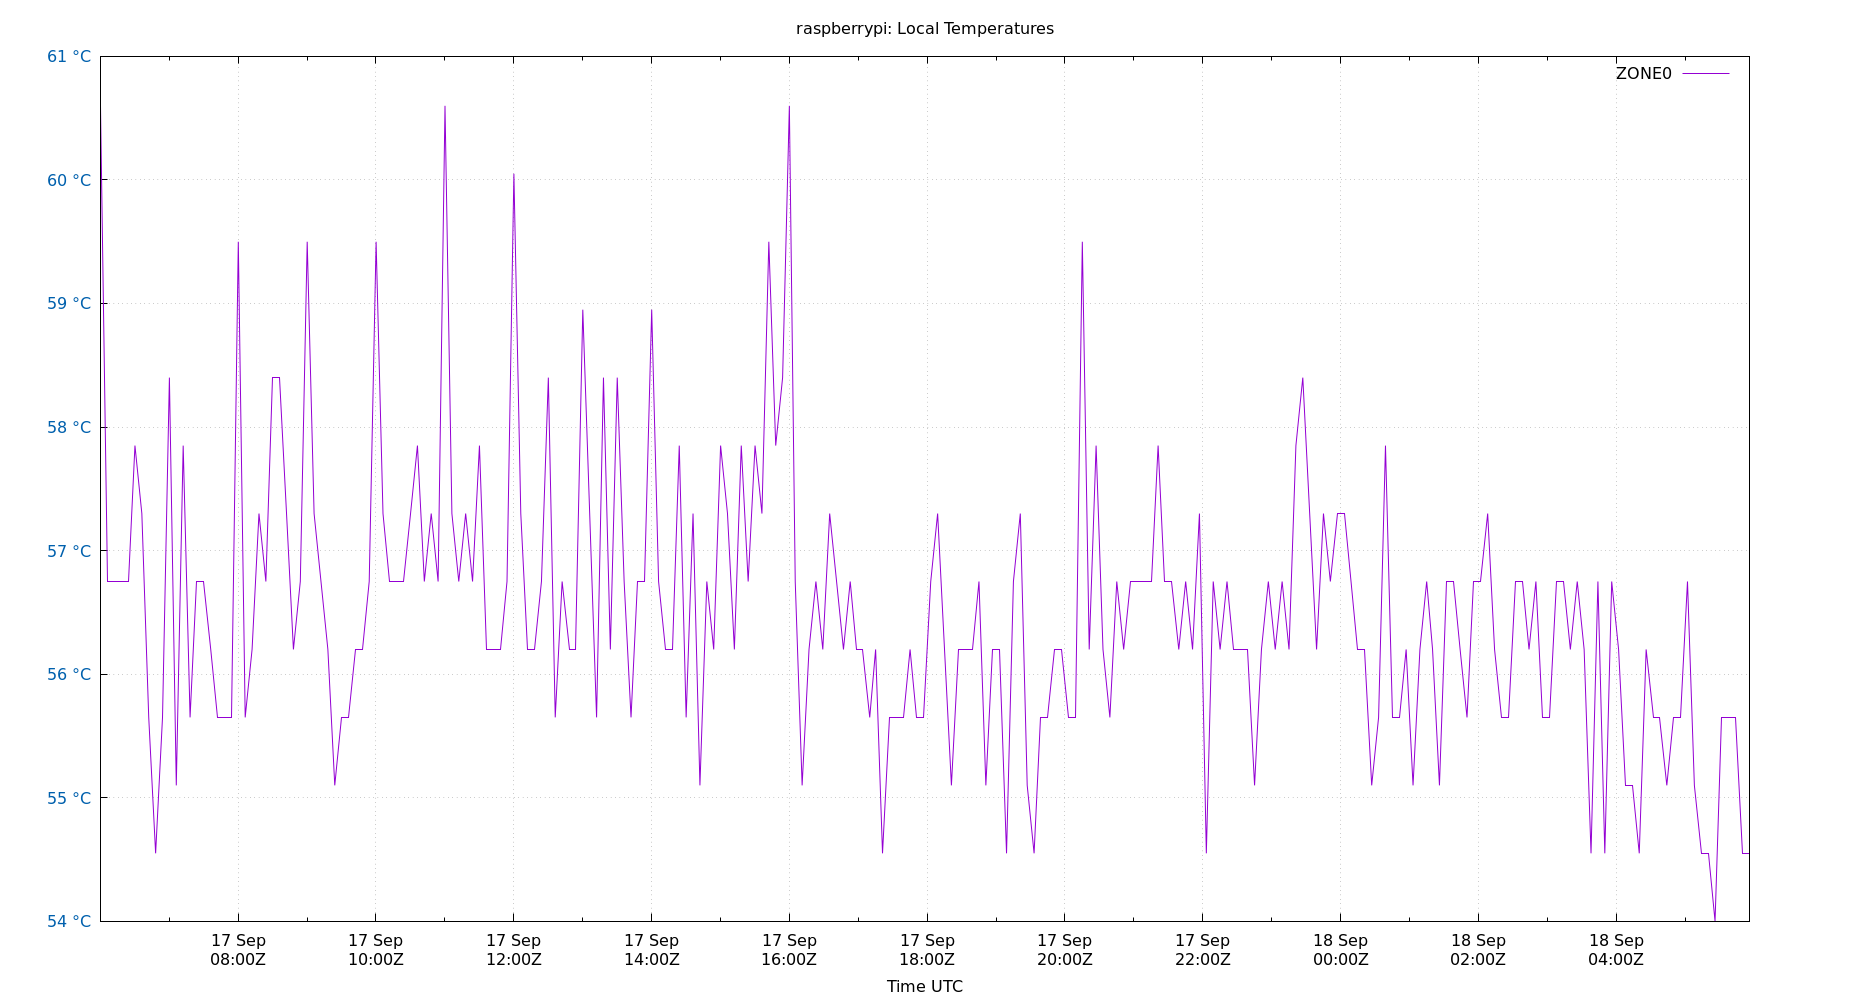 raspberrypi: Local Temperatures
61 °C
ZONE0
60 °C
59 °C
58 °C
57 °C
56 °C
55 °C
54 °C
17 Sep 17 Sep 17 Sep 17 Sep 17 Sep 17 Sep 17 Sep 17 Sep 18 Sep 18 Sep 18 Sep
08:00Z 10:00Z 12:00Z 14:00Z 16:00Z 18:00Z 20:00Z 22:00Z 00:00Z 02:00Z 04:00Z
Time UTC